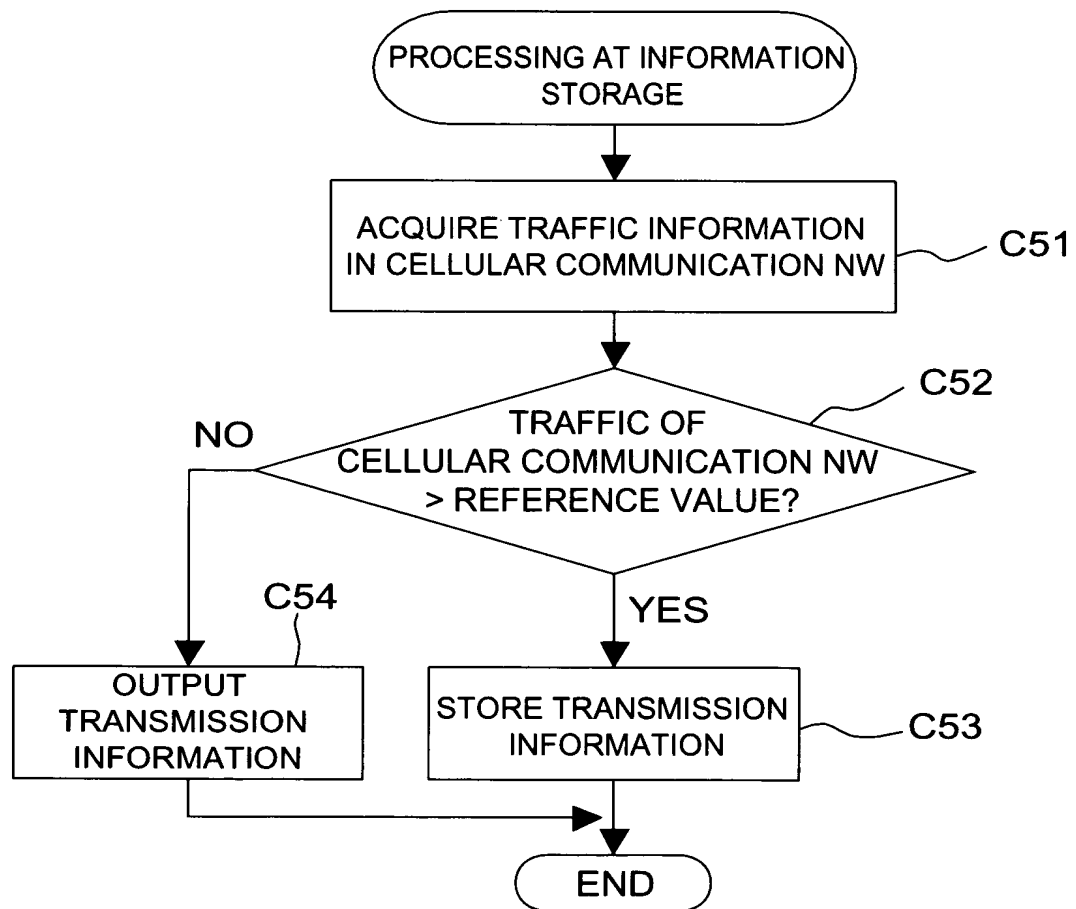 PROCESSING AT INFORMATION
STORAGE
ACQUIRE TRAFFIC INFORMATION
IN CELLULAR COMMUNICATION NW
C51
C52
TRAFFIC OF
CELLULAR COMMUNICATION NW
> REFERENCE VALUE?
NO
YES
C54
OUTPUT
TRANSMISSION
INFORMATION
STORE TRANSMISSION
INFORMATION
C53
END